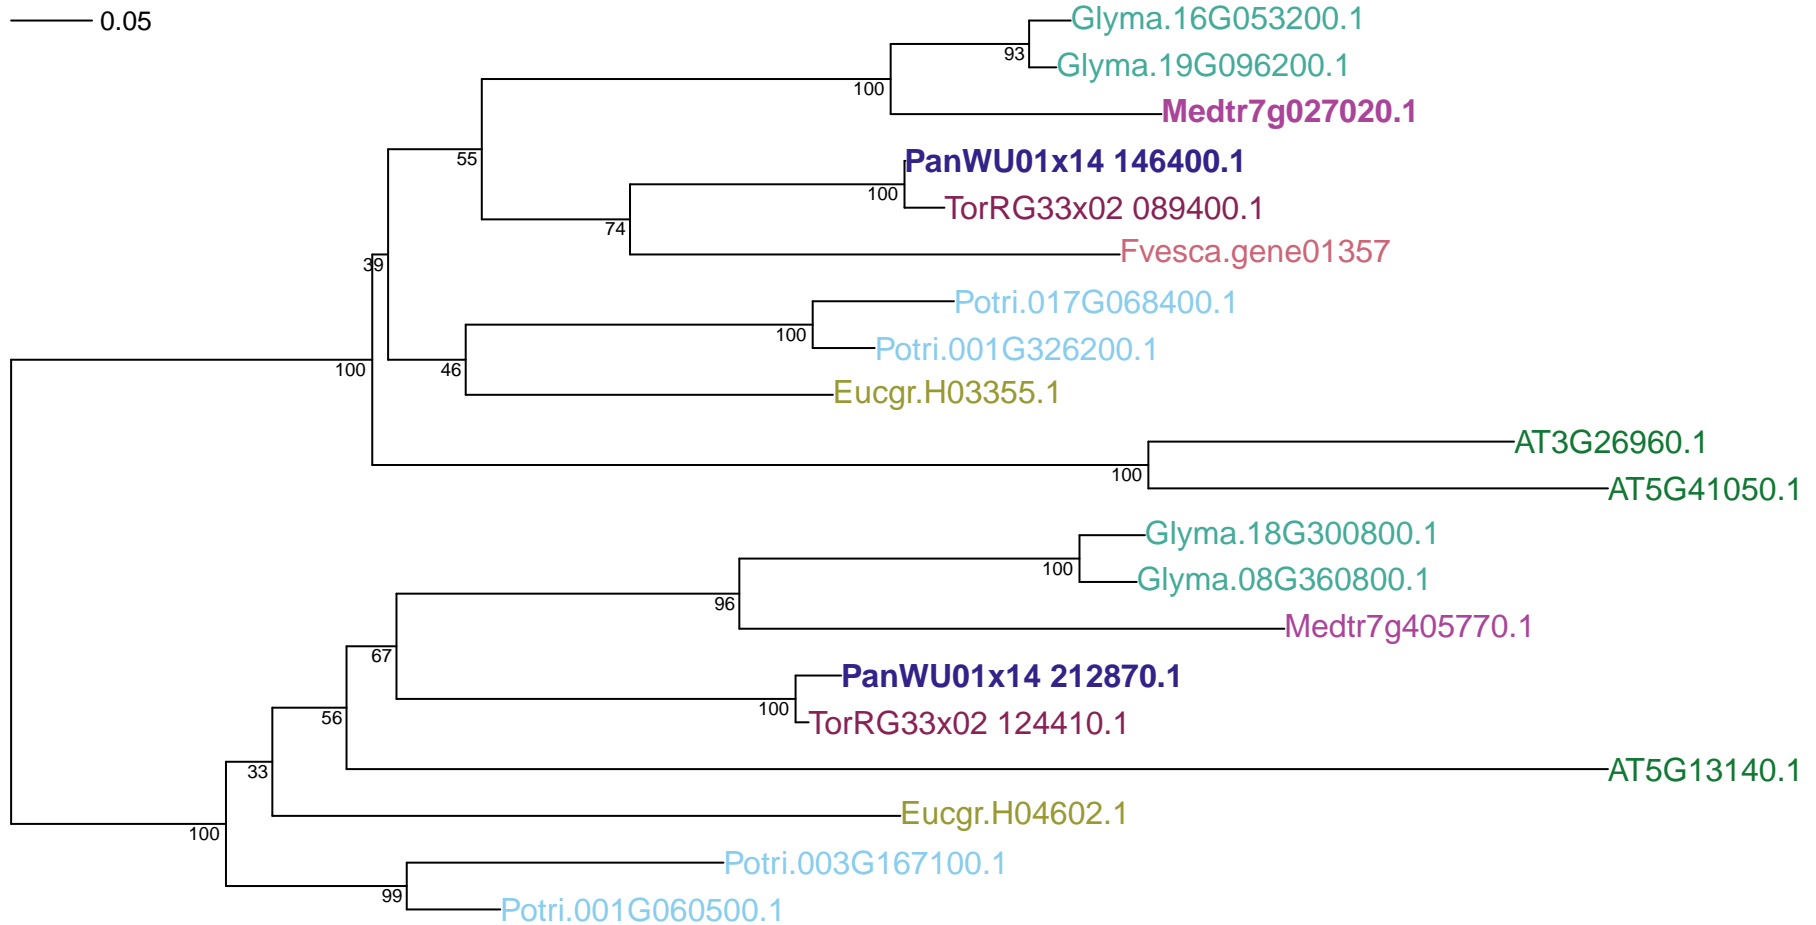 0.05
Glyma.16G053200.1
93
Glyma.19G096200.1
100
Medtr7g027020.1
55
PanWU01x14 146400.1
100
TorRG33x02 089400.1
74
Fvesca.gene01357
39
Potri.017G068400.1
100
Potri.001G326200.1
100
46
Eucgr.H03355.1
AT3G26960.1
100
AT5G41050.1
Glyma.18G300800.1
100
Glyma.08G360800.1
96
Medtr7g405770.1
67
PanWU01x14 212870.1
100
56
TorRG33x02 124410.1
33
AT5G13140.1
Eucgr.H04602.1
100
Potri.003G167100.1
99
Potri.001G060500.1